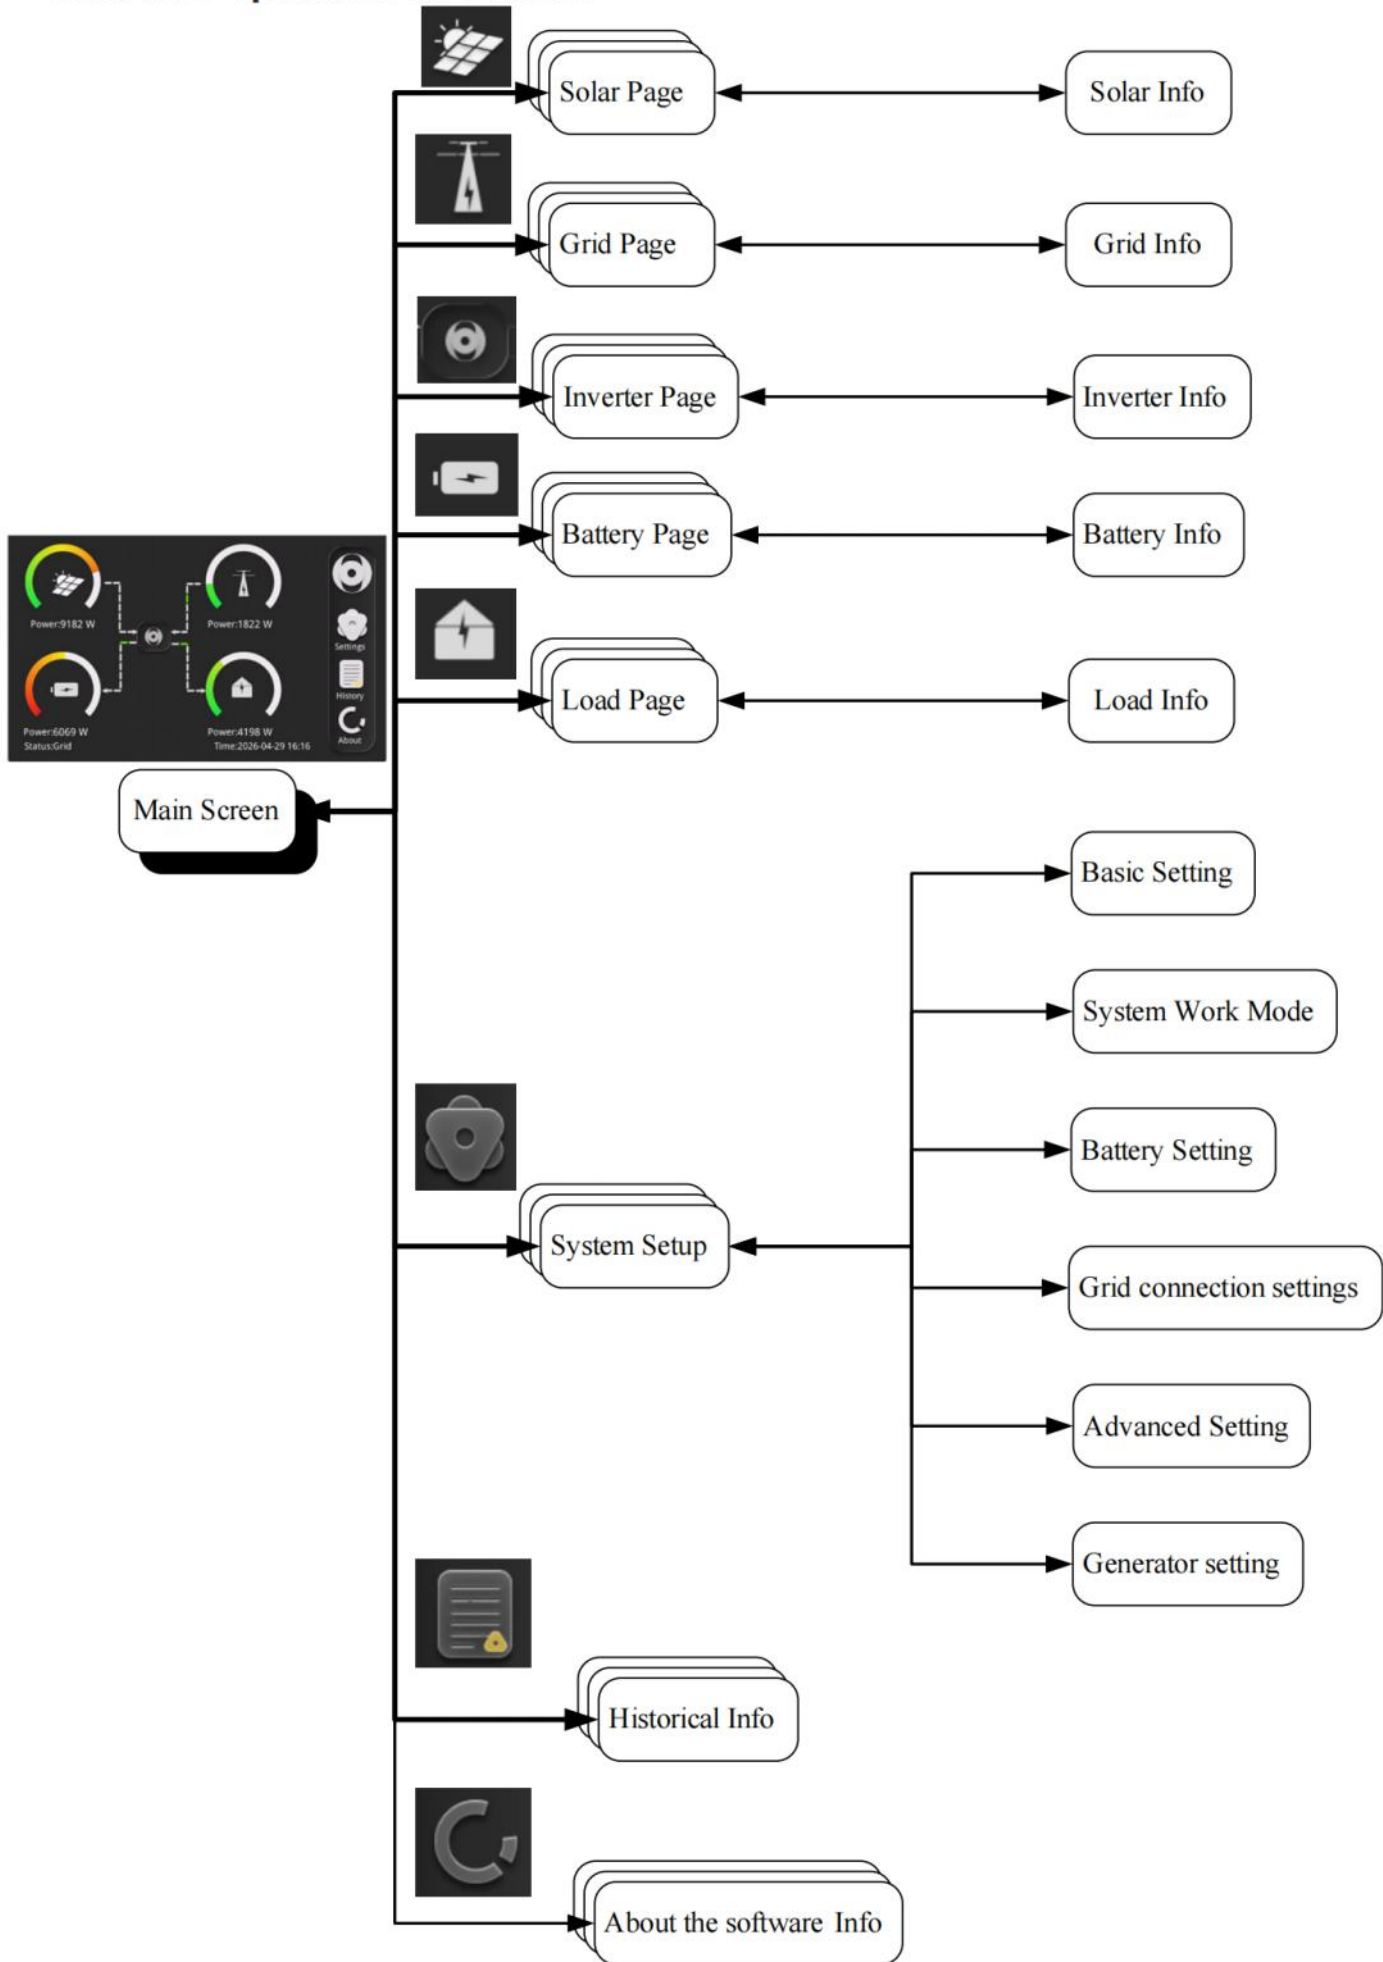 Solar Page
Solar Info
Grid Page
Grid Info
Inverter Page
Inverter Info
Battery Page
Battery Info
Power:9182 W
Power:1822 W
Settings
History
Power:6069 W
Power:4198 W
Status:Grid
Time:2026-04-29 16:16
About
Load Page
Load Info
Main Screen
Basic Setting
System Work Mode
Battery Setting
System Setup
Grid connection settings
Advanced Setting
Generator setting
Historical Info
About the software Info